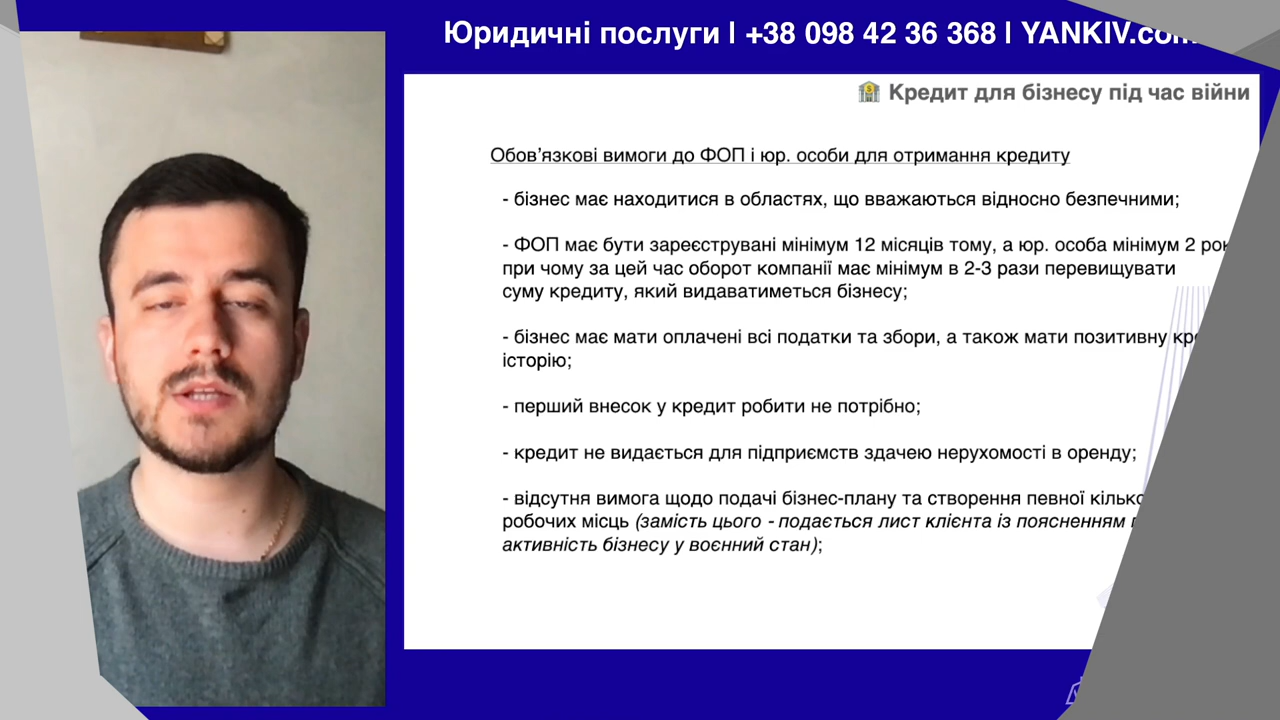 Юридичні послуги | +38 098 42 36 368 | YANKIV.com
Кредит для бізнесу під час війни
Обов’язкові вимоги до ФОП і юр. особи для отримання кредиту
- бізнес має находитися в областях, що вважаються відносно безпечними;
- ФОП має бути зареєструвані мінімум 12 місяців тому, а юр. особа мінімум 2
при чому за цей час оборот компанії має мінімум в 2-3 рази перевищувати
суму кредиту, який видаватиметься бізнесу;
- бізнес має мати оплачені всі податки та збори, а також мати позитивну
історію;
- перший внесок у кредит робити не потрібно;
- кредит не видається для підприємств здачею нерухомості в оренду;
- відсутня вимога щодо подачі бізнес-плану та створення певної
робочих місць (замість цього - подається лист клієнта із поясненням
активність бізнесу у воєнний стан);